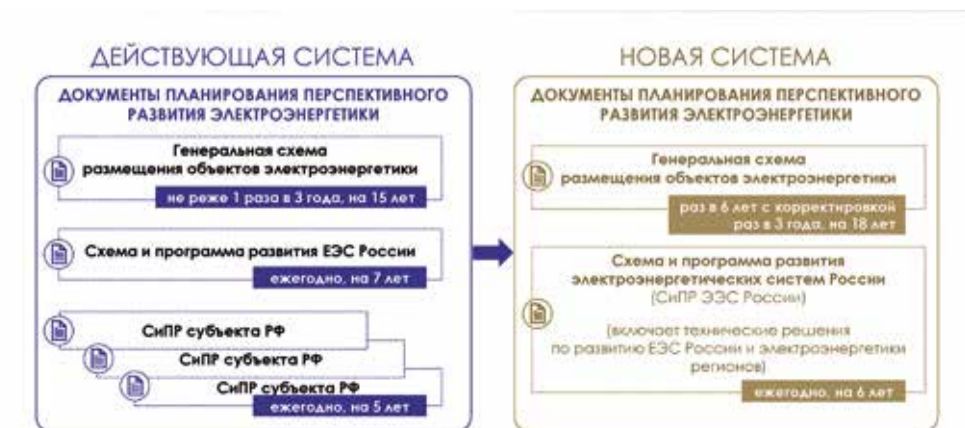 ДЕЙСТВУЮЩАЯ СИСТЕМА
ДОКУМЕНТЫ ПЛАНИРОВАНИЯ ПЕРСПЕКТИВНОГО
РАЗВИТИЯ ЭЛЕКТРОЭНЕРГЕТИКИ
Генеральная схема
размещения объектов электроэнергетики
не реже 1 раза в 3 года, на 15 лет
Схема и программа развития ЕЭС России
ежегодно, на 7 лет
СиПР субъекта РФ
СиПР субъекта РФ
СиПР субъекта РФ
ежегодно, на 5 лет
НОВАЯ СИСТЕМА
ДОКУМЕНТЫ ПЛАНИРОВАНИЯ ПЕРСПЕКТИВНОГО
РАЗВИТИЯ ЭЛЕКТРОЭНЕРГЕТИКИ
Генеральная схема
размещения объектов электроэнергетики
раз в 6 лет с корректировкой
раз в 3 года, на 18 лет
Схема и программа развития
электроэнергетических систем России
(СиПР ЭЭС России)
(включает технические решения
по развитию ЕЭС России и электроэнергетики
регионов)
ежегодно, на 6 лет